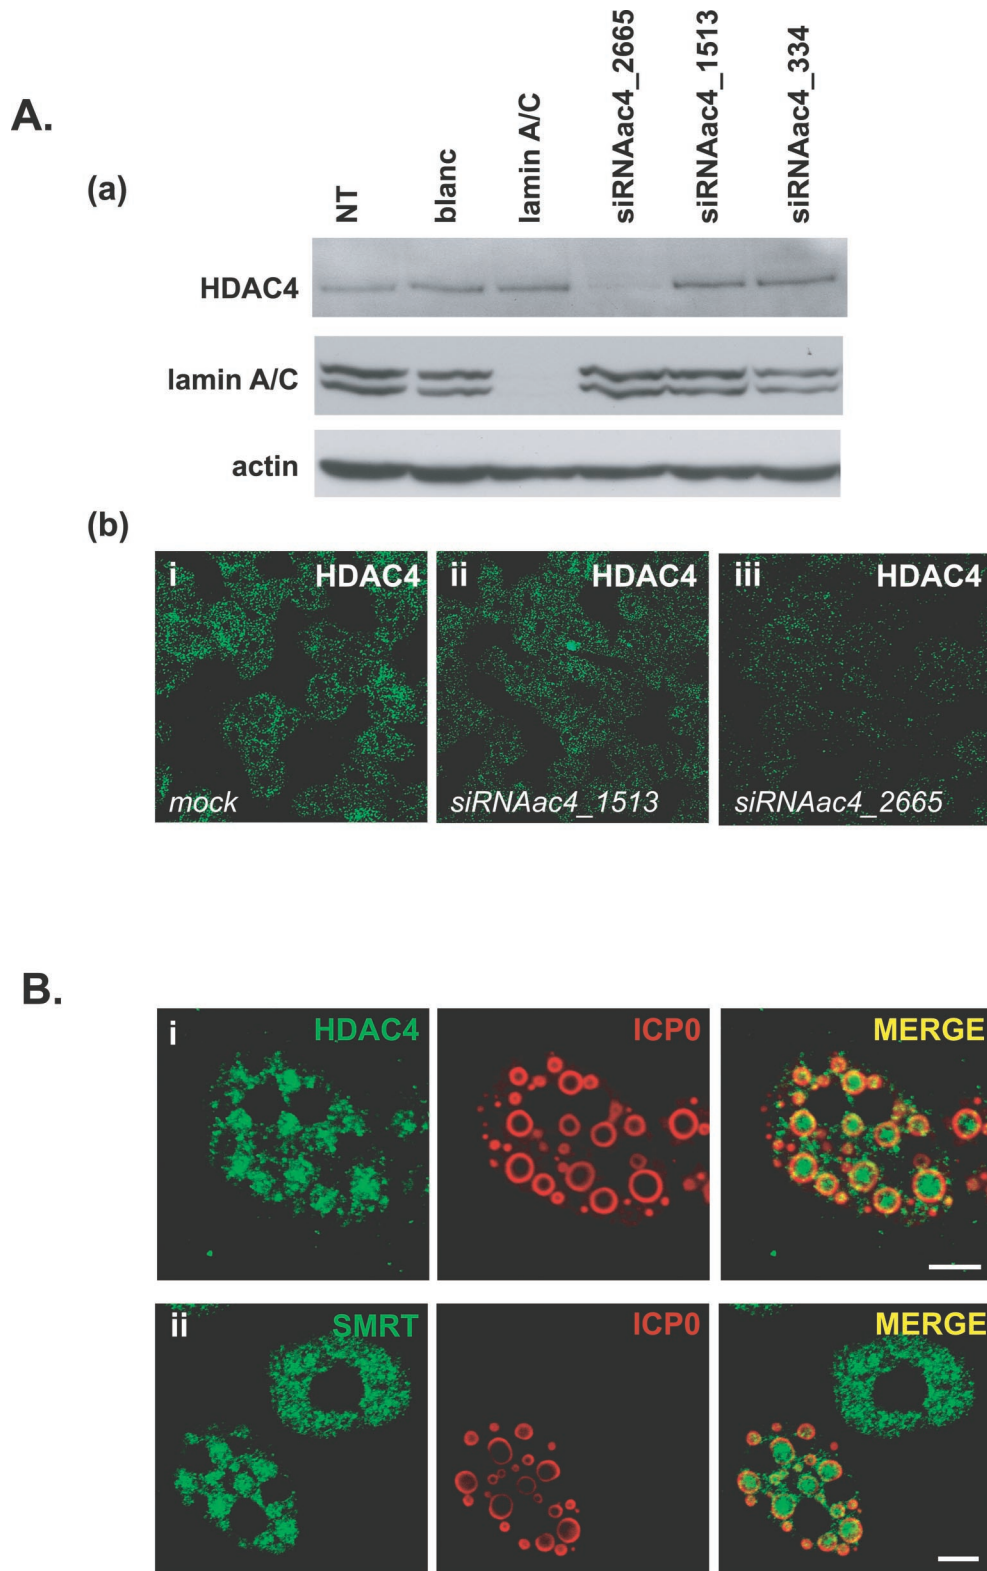 A.
(a)
NT
blanc
lamin A/C
siRNAac4_2665
siRNAac4_1513
siRNAac4_334
HDAC4
lamin A/C
actin
(b)
i HDAC4
mock
ii HDAC4
siRNAac4_1513
iii HDAC4
siRNAac4_2665
B.
i HDAC4
ICP0
MERGE
ii SMRT
ICP0
MERGE